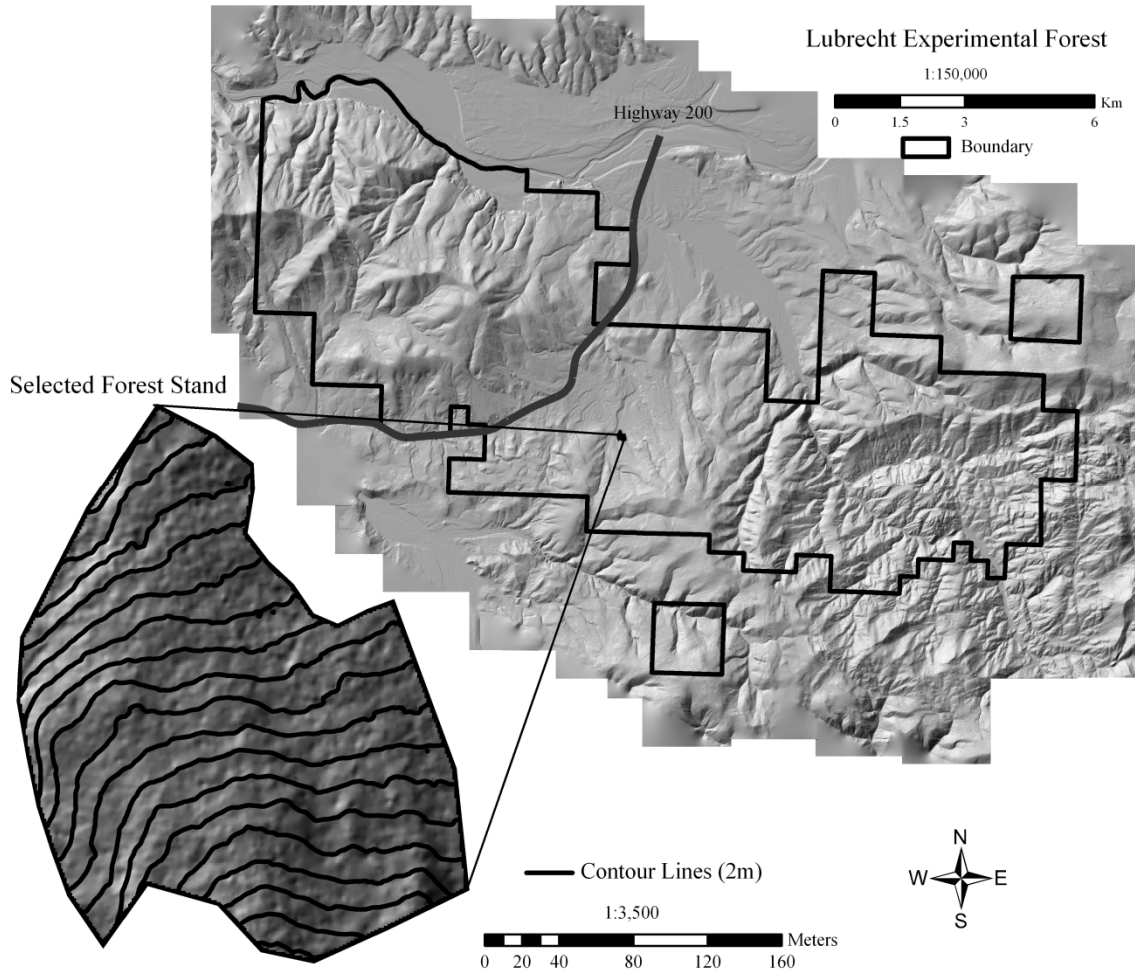 Lubrecht Experimental Forest
1:150,000
Km
0 1.5 3 6
Boundary
Highway 200
Selected Forest Stand
N
W E
S
Contour Lines (2m)
1:3,500
Meters
0 20 40 80 120 160